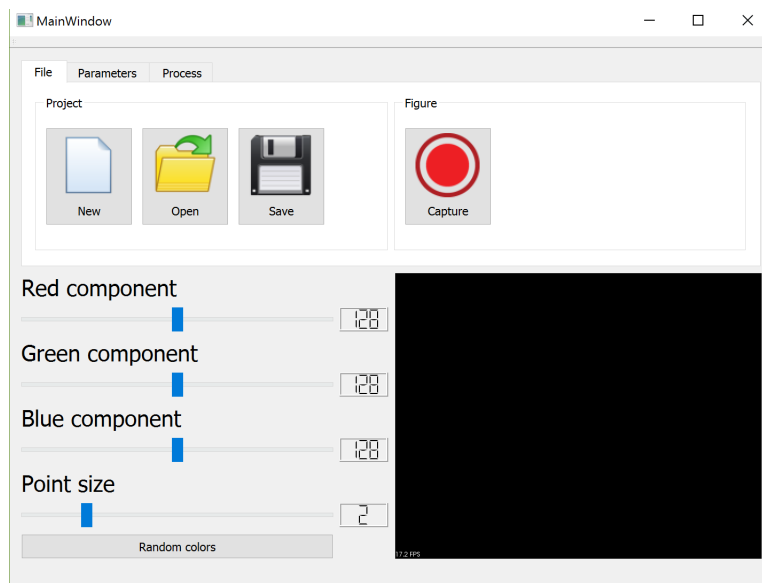 MainWindow
File Parameters Process
Project
Figure
New Open Save
Capture
Red component
128
Green component
128
Blue component
128
Point size
2
Random colors
17.2 FPS